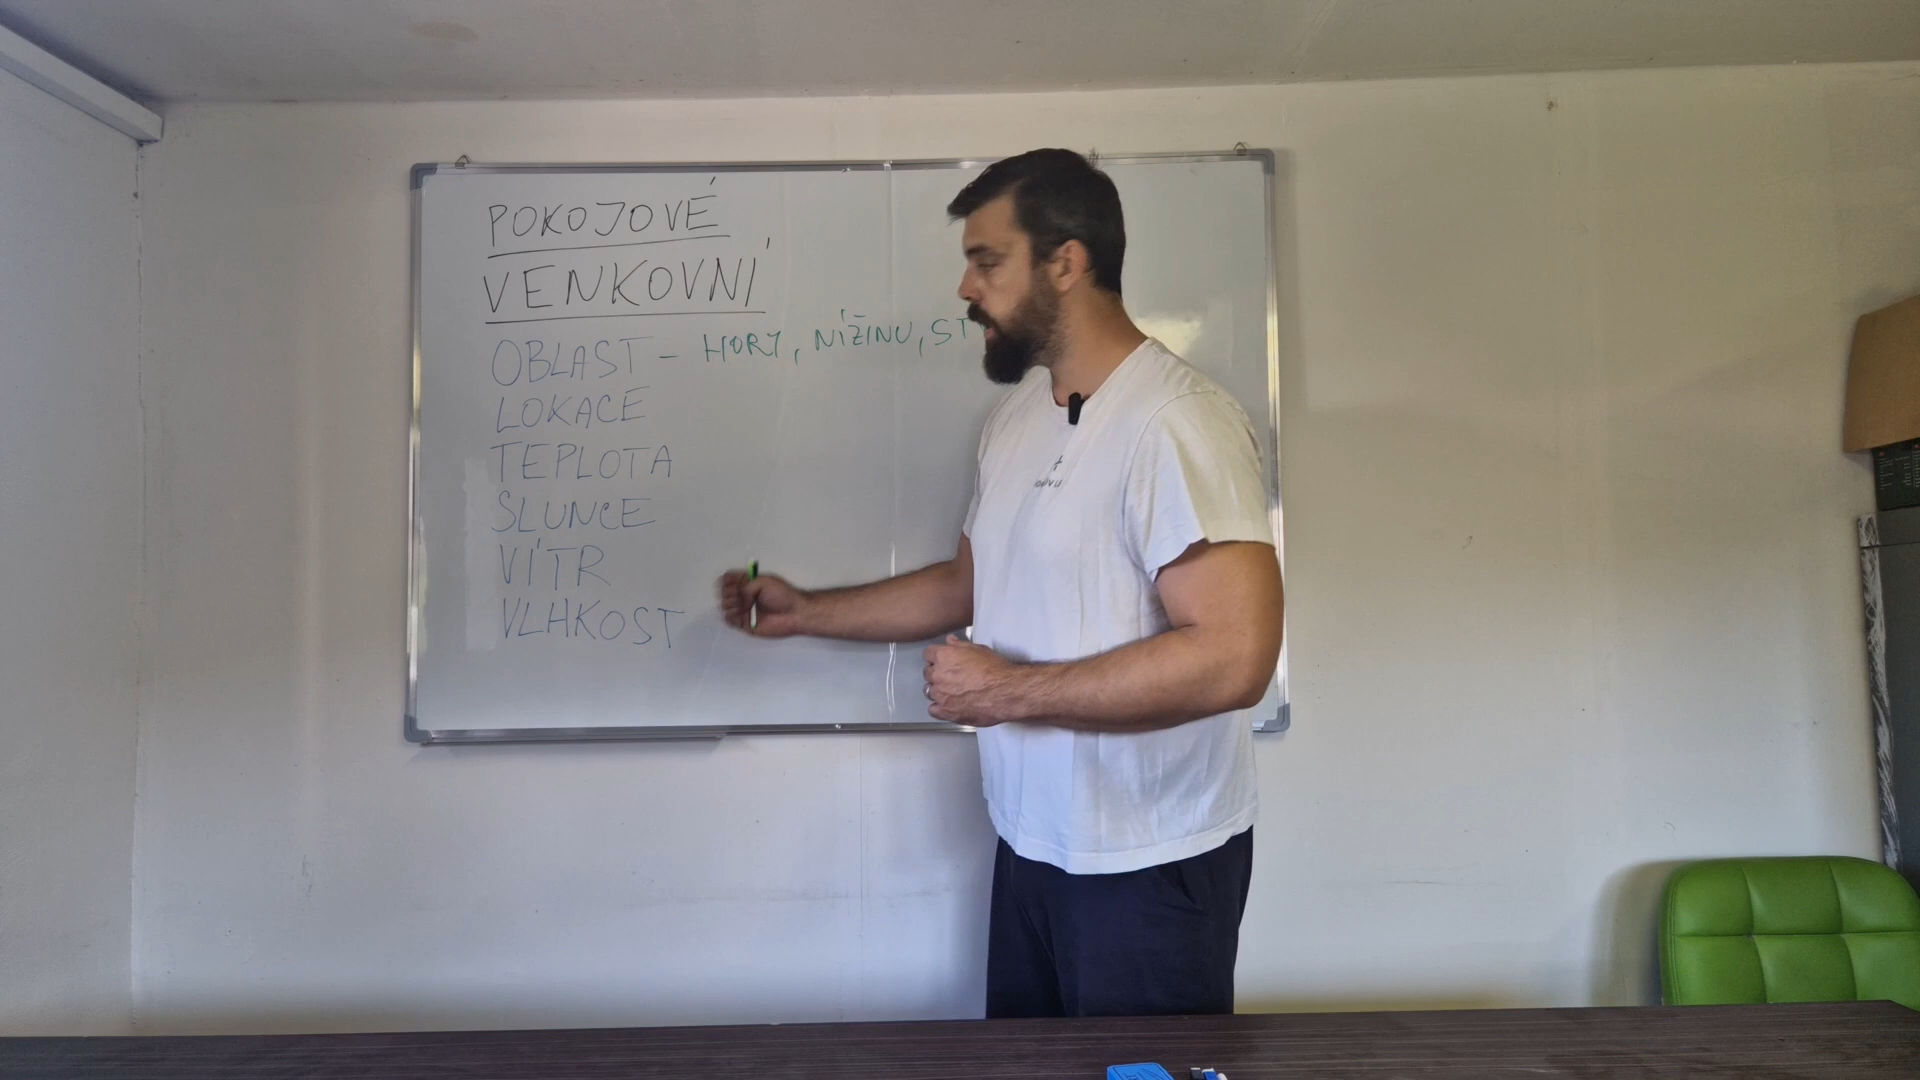 POKOJOVÉ
VENKOVNÍ
OBLAST - HORY, NÍŽINU, ST
LOKACE
TEPLOTA
SLUNCE
VÍTR
VLHKOST